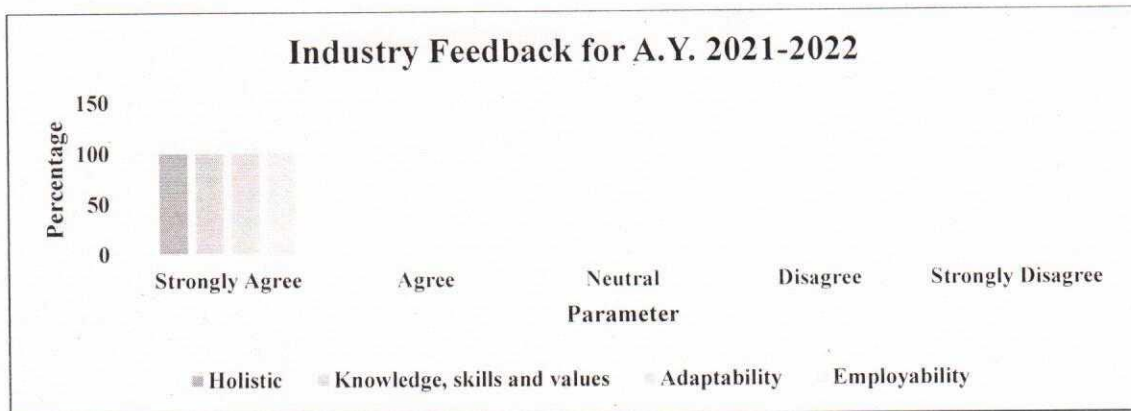 Industry Feedback for A.Y. 2021-2022
Percentage
150
100
50
0
Strongly Agree Agree Neutral Disagree Strongly Disagree
Parameter
Holistic Knowledge, skills and values Adaptability Employability